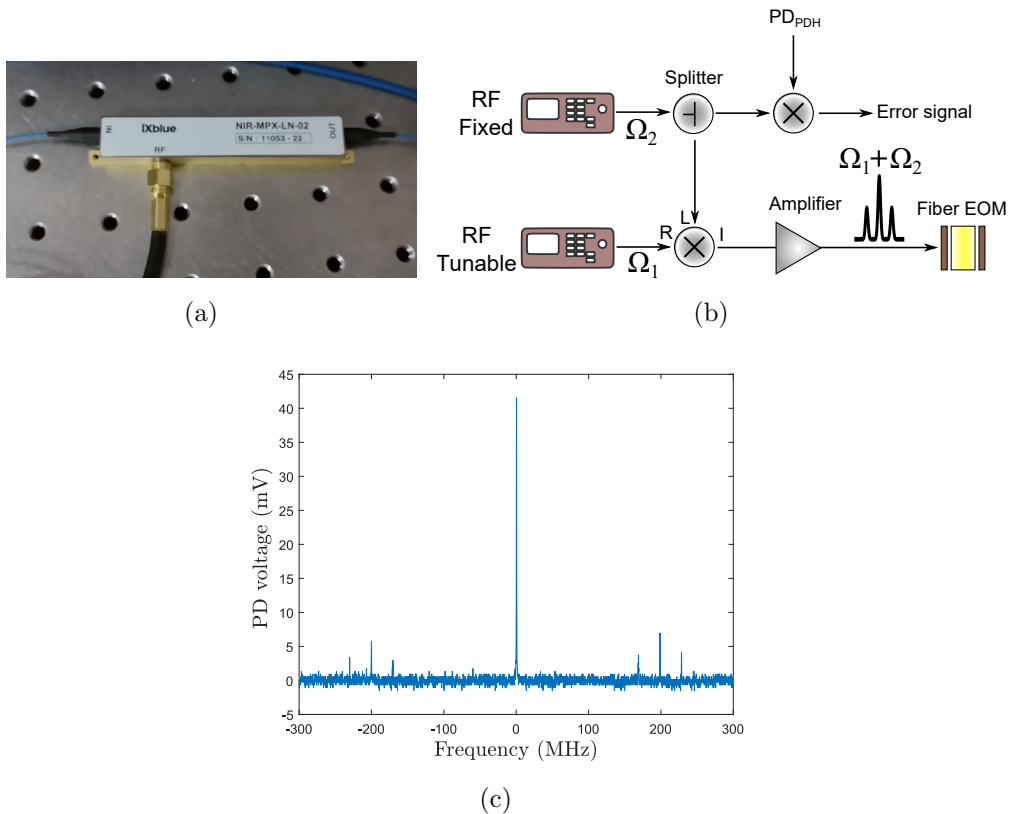 IN
iXblue
NIR-MPX-LN-02
S/N : 11053 - 22
RF
OUT
(a)
PD_PDH
Splitter
RF
Fixed
Ω₂
Error signal
Ω₁+Ω₂
Amplifier
Fiber EOM
L
R
I
RF
Tunable
Ω₁
(b)
45
40
35
30
25
20
15
10
5
0
-5
PD voltage (mV)
-300
-200
-100
0
100
200
300
Frequency (MHz)
(c)